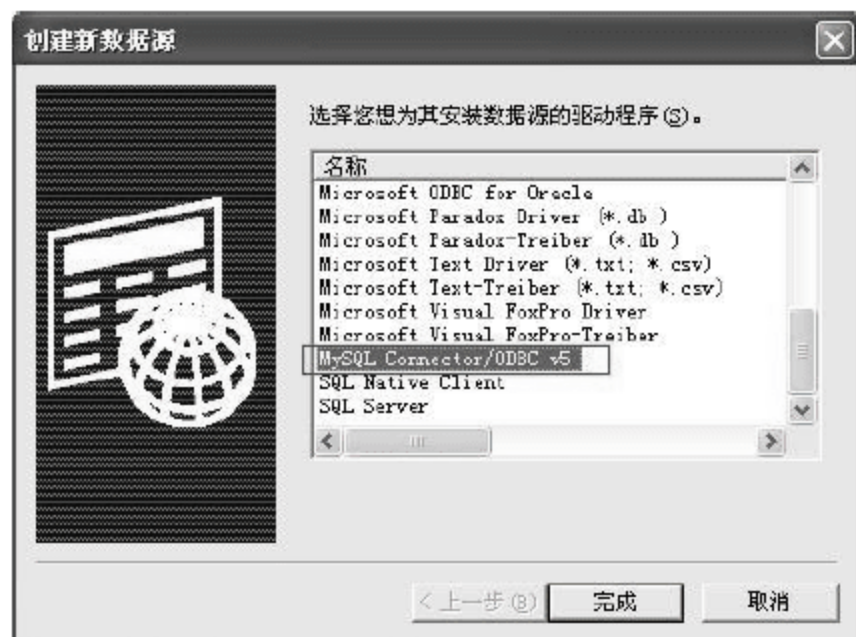 创建新数据源
选择您想为其安装数据源的驱动程序(S)。
名称
Microsoft ODBC for Oracle
Microsoft Paradox Driver (*.db )
Microsoft Paradox-Treiber (*.db )
Microsoft Text Driver (*.txt; *.csv)
Microsoft Text-Treiber (*.txt; *.csv)
Microsoft Visual FoxPro Driver
Microsoft Visual FoxPro-Treiber
MySQL Connector/ODBC v5
SQL Native Client
SQL Server
< 上一步(B)
完成
取消